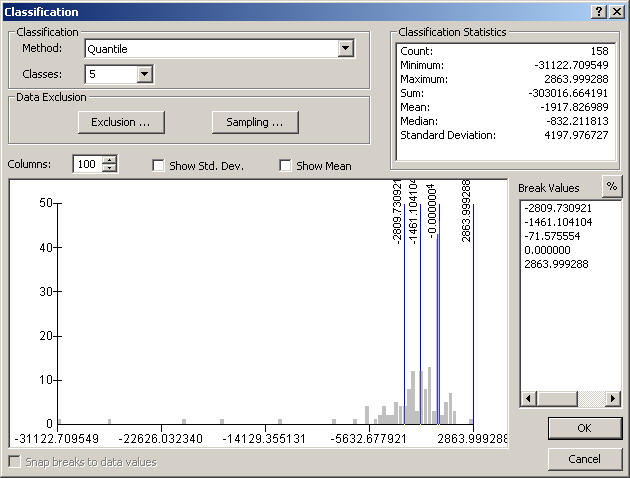 Classification
Classification
Method: Quantile
Classes: 5
Data Exclusion
Exclusion ...
Sampling ...
Classification Statistics
Count: 158
Minimum: -31122.709549
Maximum: 2863.999288
Sum: -303016.664191
Mean: -1917.826989
Median: -832.211813
Standard Deviation: 4197.976727
Columns: 100
Show Std. Dev.
Show Mean
Break Values
%
-2809.730921
-1461.104104
-71.575554
0.000000
2863.999288
-2809.730921
-1461.104104
2863.999288
50
40
30
20
10
0
-31122.709549
-22626.032340
-14129.355131
-5632.677921
2863.999288
OK
Snap breaks to data values
Cancel